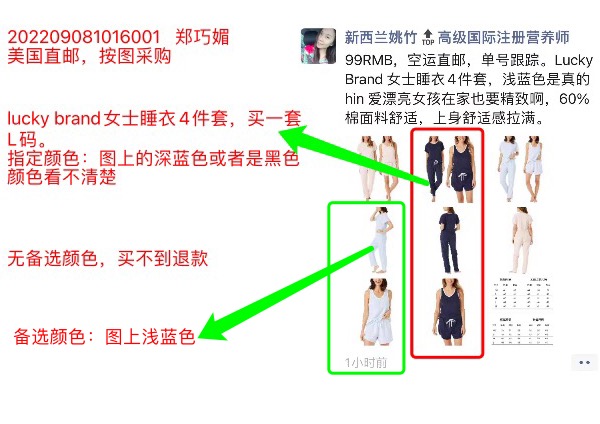 202209081016001 郑巧媚
美国直邮，按图采购
lucky brand女士睡衣4件套，买一套
L码。
指定颜色：图上的深蓝色或者是黑色
颜色看不清楚
无备选颜色，买不到退款
备选颜色：图上浅蓝色
新西兰姚竹 TOP 高级国际注册营养师
99RMB，空运直邮，单号跟踪。Lucky
Brand 女士睡衣4件套，浅蓝色是真的
hin 爱漂亮女孩在家也要精致啊，60%
棉面料舒适，上身舒适感拉满。
1小时前